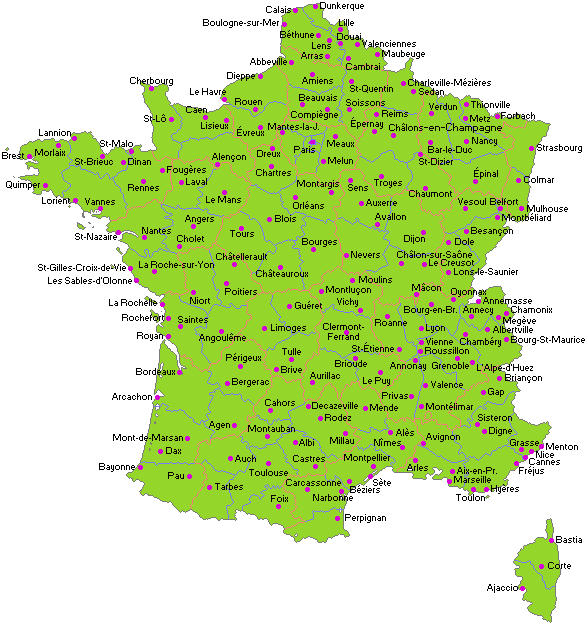 Dunkerque
Calais
Boulogne-sur-Mer
Lille
Béthune
Douai
Lens
Valenciennes
Arras
Maubeuge
Abbeville
Cambrai
Dieppe
Amiens
Cherbourg
Charleville-Mézières
St-Quentin
Sedan
Le Havre
Beauvais
Soissons
Thionville
Rouen
Verdun
Caen
Compiègne
Reims
Forbach
St-Lô
Lisieux
Metz
Évreux
Mantes-la-J.
Épernay
Châlons-en-Champagne
Lannion
Meaux
Nancy
St-Malo
Dreux
Paris
Bar-le-Duc
Strasbourg
Morlaix
Brest
St-Brieuc
Dinan
Alençon
Melun
St-Dizier
Fougères
Chartres
Épinal
Quimper
Rennes
Laval
Sens
Troyes
Colmar
Montargis
Chaumont
Lorient
Vannes
Le Mans
Orléans
Auxerre
Vesoul
Belfort
Mulhouse
Blois
Avallon
Montbéliard
Angers
Nantes
Tours
Dijon
Besançon
St-Nazaire
Cholet
Bourges
Dole
Nevers
Châlon-sur-Saône
Châtellerault
Le Creusot
St-Gilles-Croix-de-Vie
La Roche-sur-Yon
Châteauroux
Lons-le-Saunier
Les Sables-d'Olonne
Moulins
Poitiers
Montluçon
Mâcon
Oyonnax
Niort
Annemasse
La Rochelle
Guéret
Vichy
Bourg-en-Br.
Annecy
Chamonix
Rochefort
Roanne
Megève
Saintes
Limoges
Clermont-
Ferrand
Lyon
Albertville
Royan
Angoulême
Vienne
Chambéry
Bourg-St-Maurice
St-Étienne
Roussillon
Tulle
Brioude
Annonay
Grenoble
L'Alpe-d'Huez
Périgueux
Bordeaux
Brive
Aurillac
Le Puy
Briançon
Bergerac
Valence
Arcachon
Privas
Gap
Cahors
Decazeville
Mende
Montélimar
Rodez
Sisteron
Agen
Montauban
Alès
Digne
Mont-de-Marsan
Albi
Millau
Nîmes
Avignon
Grasse
Menton
Dax
Nice
Auch
Castres
Montpellier
Cannes
Bayonne
Toulouse
Arles
Aix-en-Pr.
Fréjus
Pau
Carcassonne
Sète
Marseille
Tarbes
Béziers
Hyères
Foix
Narbonne
Toulon
Perpignan
Bastia
Corte
Ajaccio